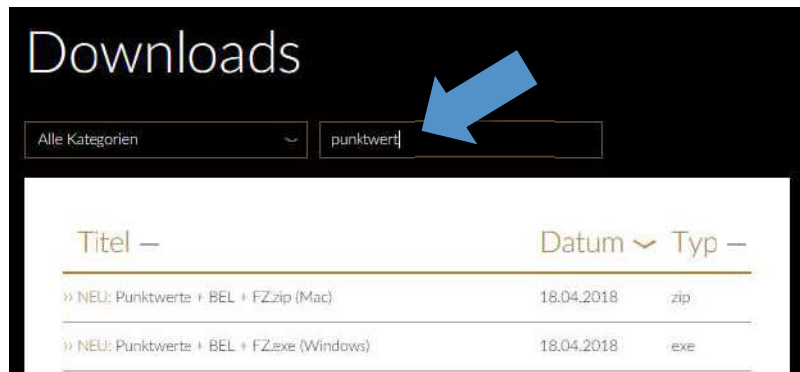 Downloads
Alle Kategorien punktwert
Titel — Datum Typ —
›› NEU: Punktwerte + BEL + FZ.zip (Mac) 18.04.2018 zip
›› NEU: Punktwerte + BEL + FZ.exe (Windows) 18.04.2018 exe